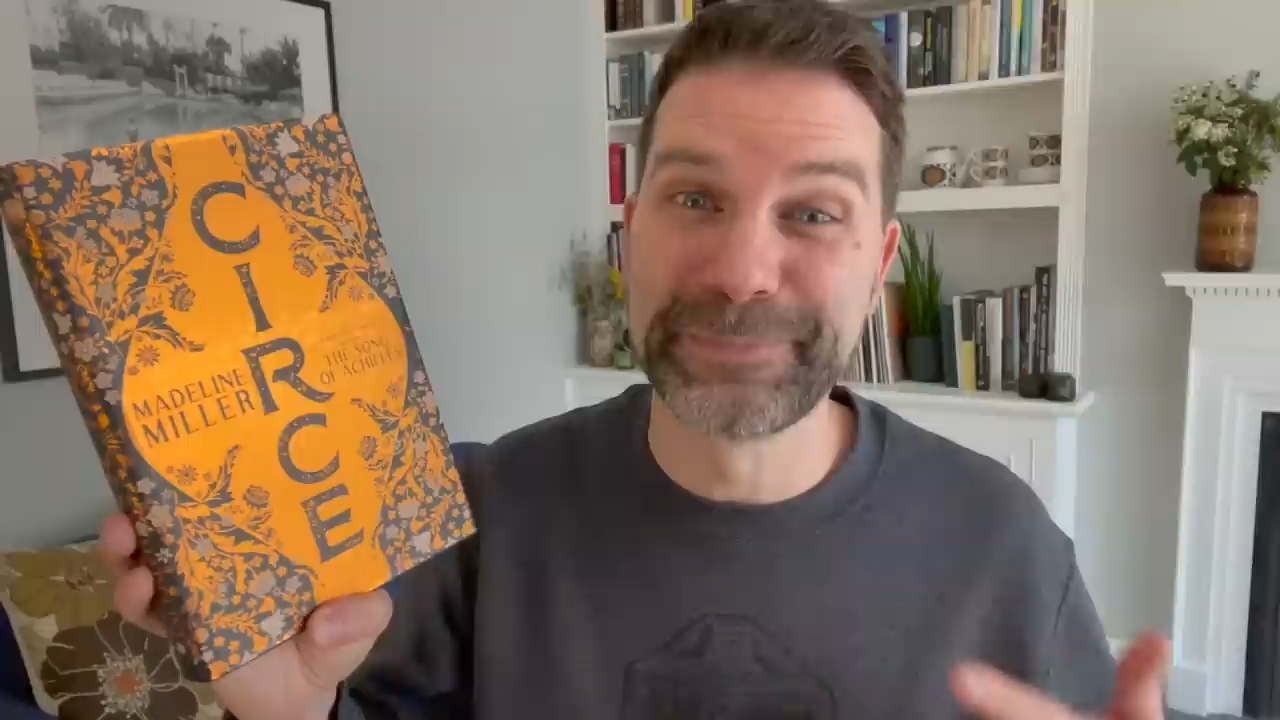 CIRCE
MADELINE
MILLER
THE SONG
OF ACHILLES